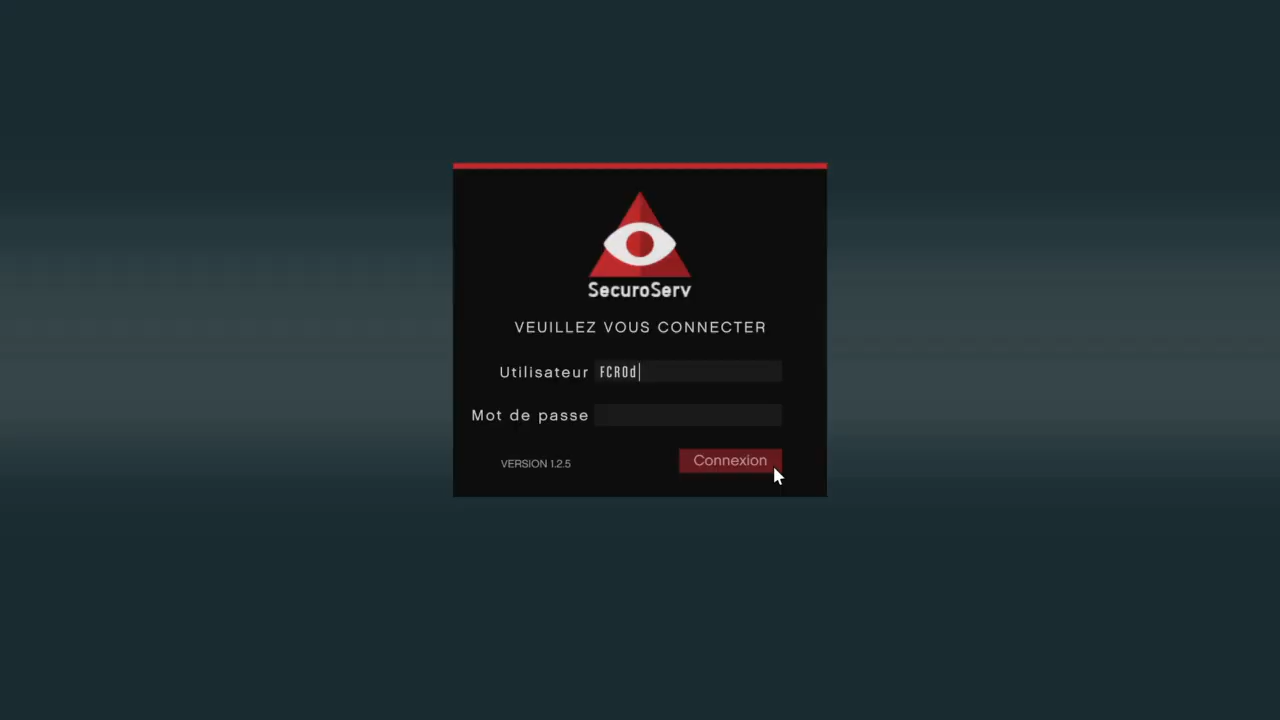 SecuroServ
VEUILLEZ VOUS CONNECTER
Utilisateur FCR0d
Mot de passe
VERSION 1.2.5 Connexion